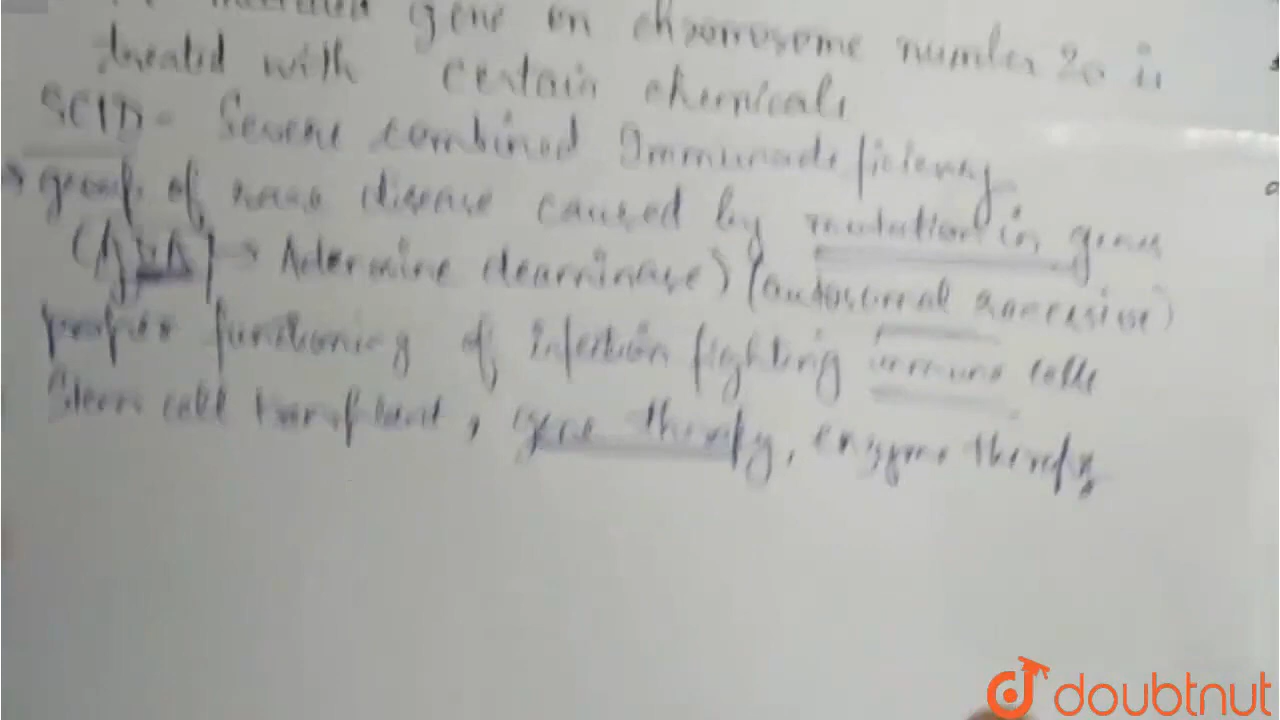 gene on chromosome number 20 is
treated with certain chemicals
SCID - Severe combined Immunodeficiency
group of rare disease caused by mutation in genes
(ADA) → Adenosine deaminase) (autosomal recessive)
proper functioning of infection fighting immune cells
Stem cell transplant, gene therapy, enzyme therapy
doubtnut